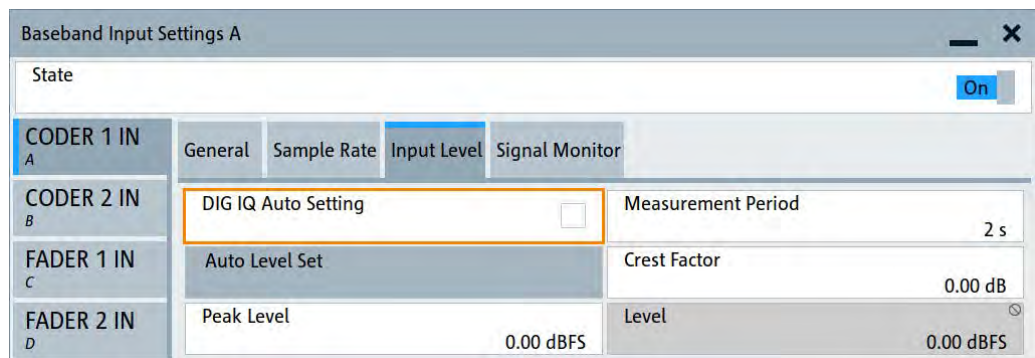 Baseband Input Settings A
State
On
CODER 1 IN
A
General Sample Rate Input Level Signal Monitor
CODER 2 IN
B
DIG IQ Auto Setting
Measurement Period
2 s
FADER 1 IN
C
Auto Level Set
Crest Factor
0.00 dB
FADER 2 IN
D
Peak Level
0.00 dBFS
Level
0.00 dBFS